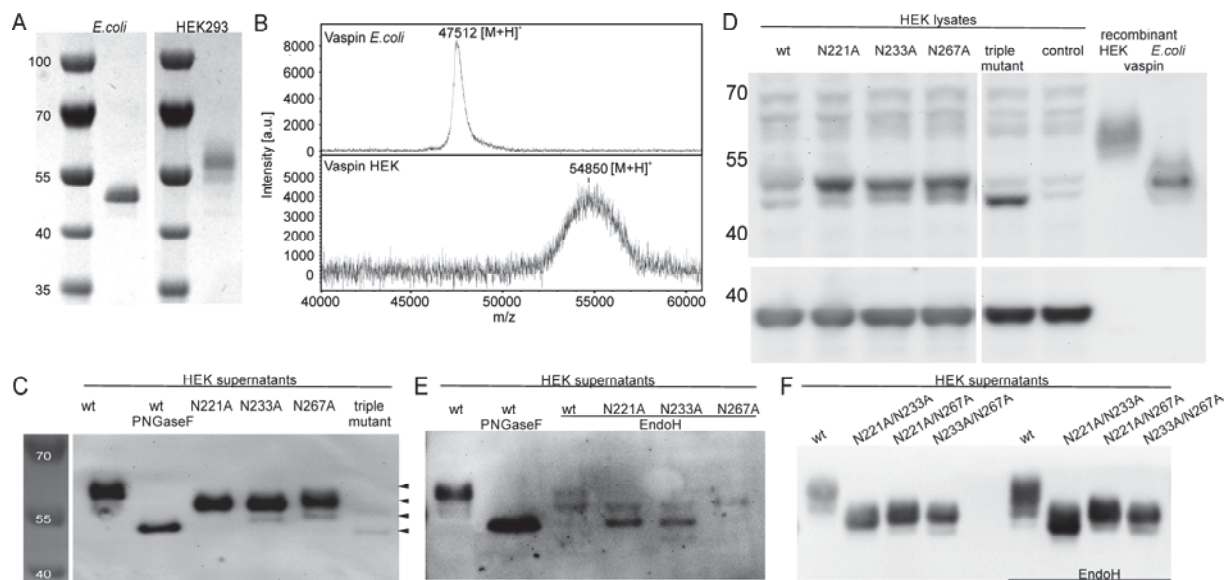 A
E.coli
HEK293
100
70
55
40
35
B
Vaspin E.coli
47512 [M+H]+
8000
6000
4000
2000
0
Vaspin HEK
54850 [M+H]+
5000
4000
3000
2000
1000
0
Intensity [a.u.]
40000 45000 50000 55000 60000
m/z
D
HEK lysates
recombinant
wt N221A N233A N267A triple mutant control HEK E.coli
vaspin
70
55
40
40
C
HEK supernatants
wt wt N221A N233A N267A triple
PNGaseF mutant
70
55
40
E
HEK supernatants
wt wt wt N221A N233A N267A
PNGaseF EndoH
F
HEK supernatants
wt N221A/N233A N221A/N267A N233A/N267A wt N221A/N233A N221A/N267A N233A/N267A
EndoH